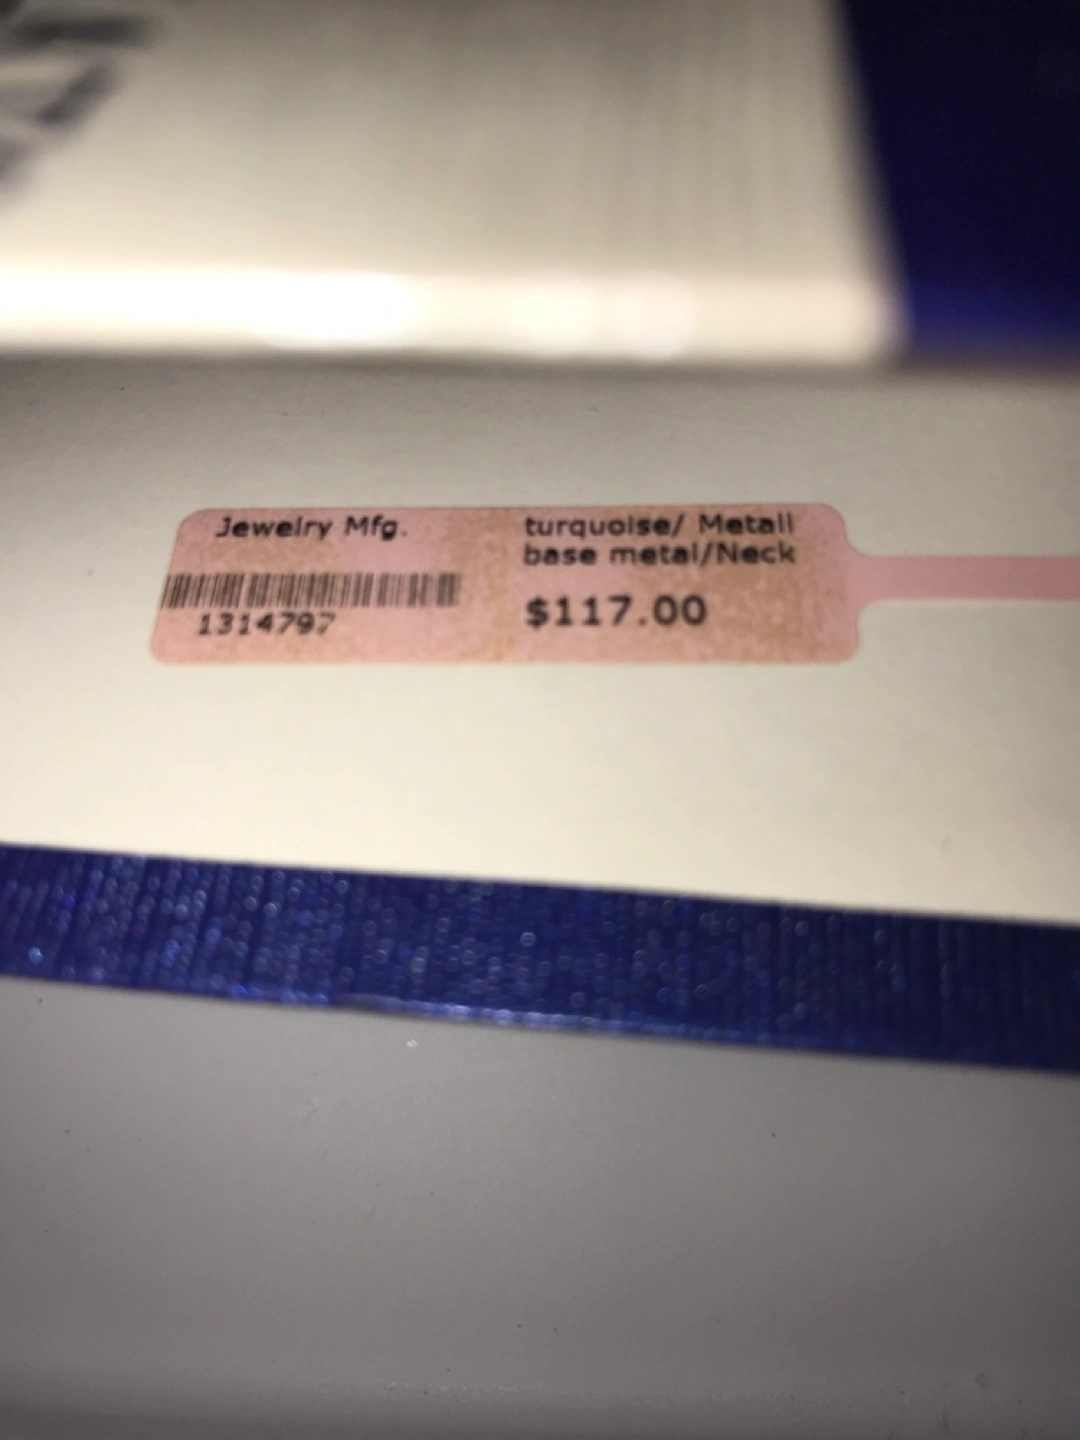 Jewelry Mfg.
1314797
turquoise/ Metall
base metal/Neck
$117.00